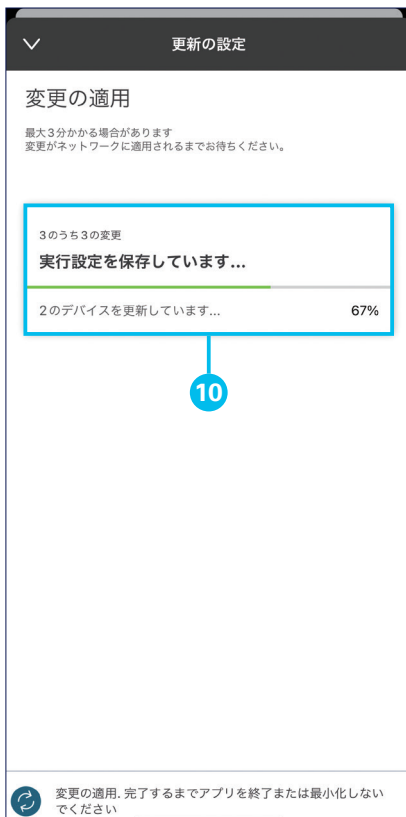 更新の設定
変更の適用
最大3分かかる場合があります
変更がネットワークに適用されるまでお待ちください。
3のうち3の変更
実行設定を保存しています...
2のデバイスを更新しています... 67%
10
変更の適用. 完了するまでアプリを終了または最小化しない
でください